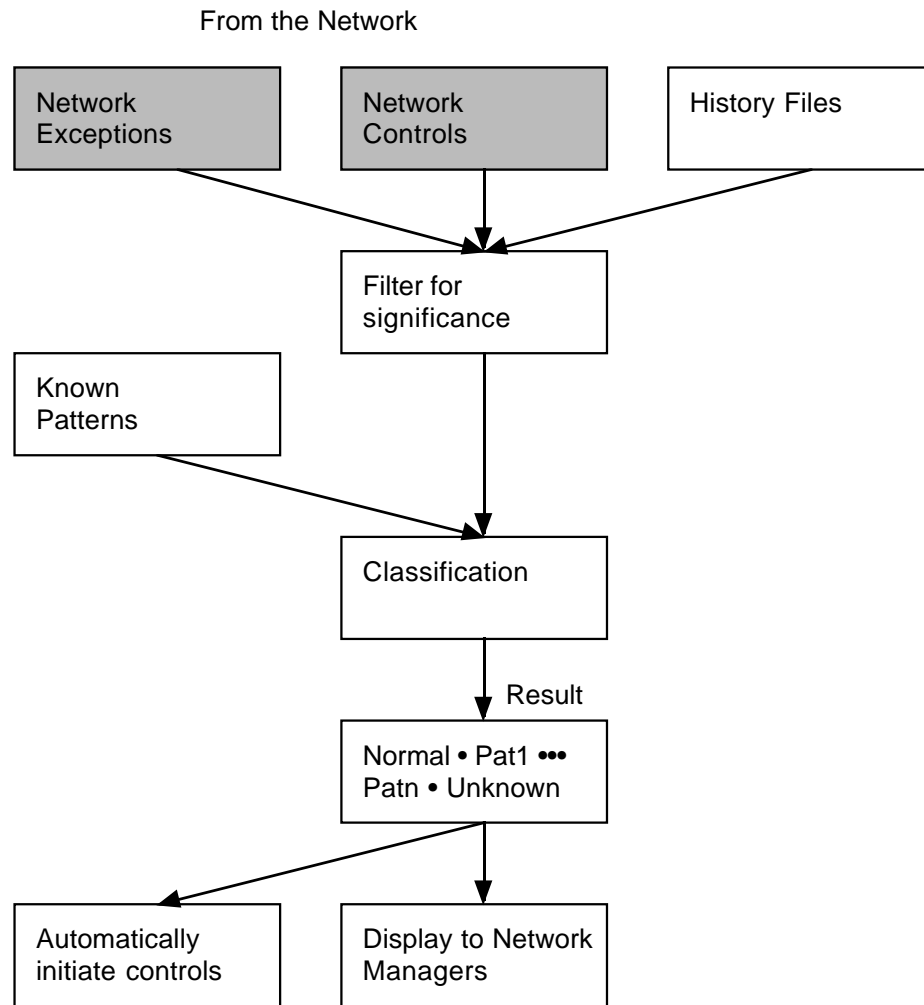 From the Network
Network
Exceptions
Network
Controls
History Files
Filter for
significance
Known
Patterns
Classification
Result
Normal • Pat1 •••
Patn • Unknown
Automatically
initiate controls
Display to Network
Managers